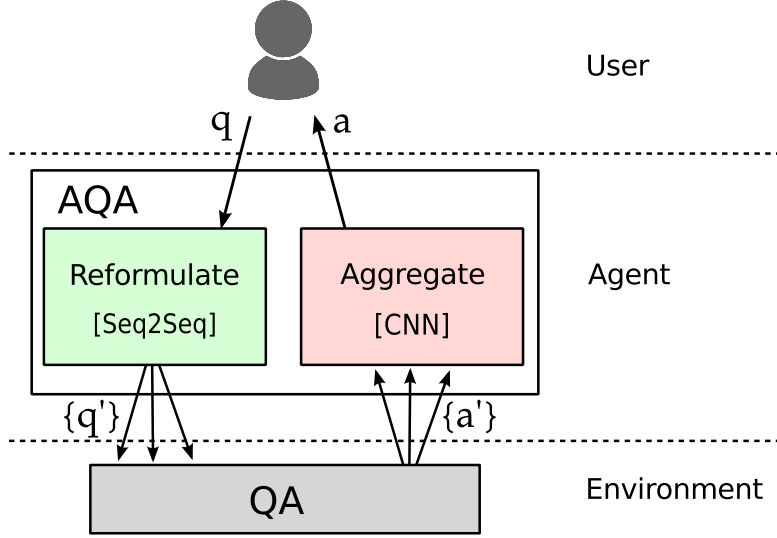 User
q
a
AQA
Reformulate
[Seq2Seq]
Aggregate
[CNN]
Agent
{q'}
{a'}
QA
Environment